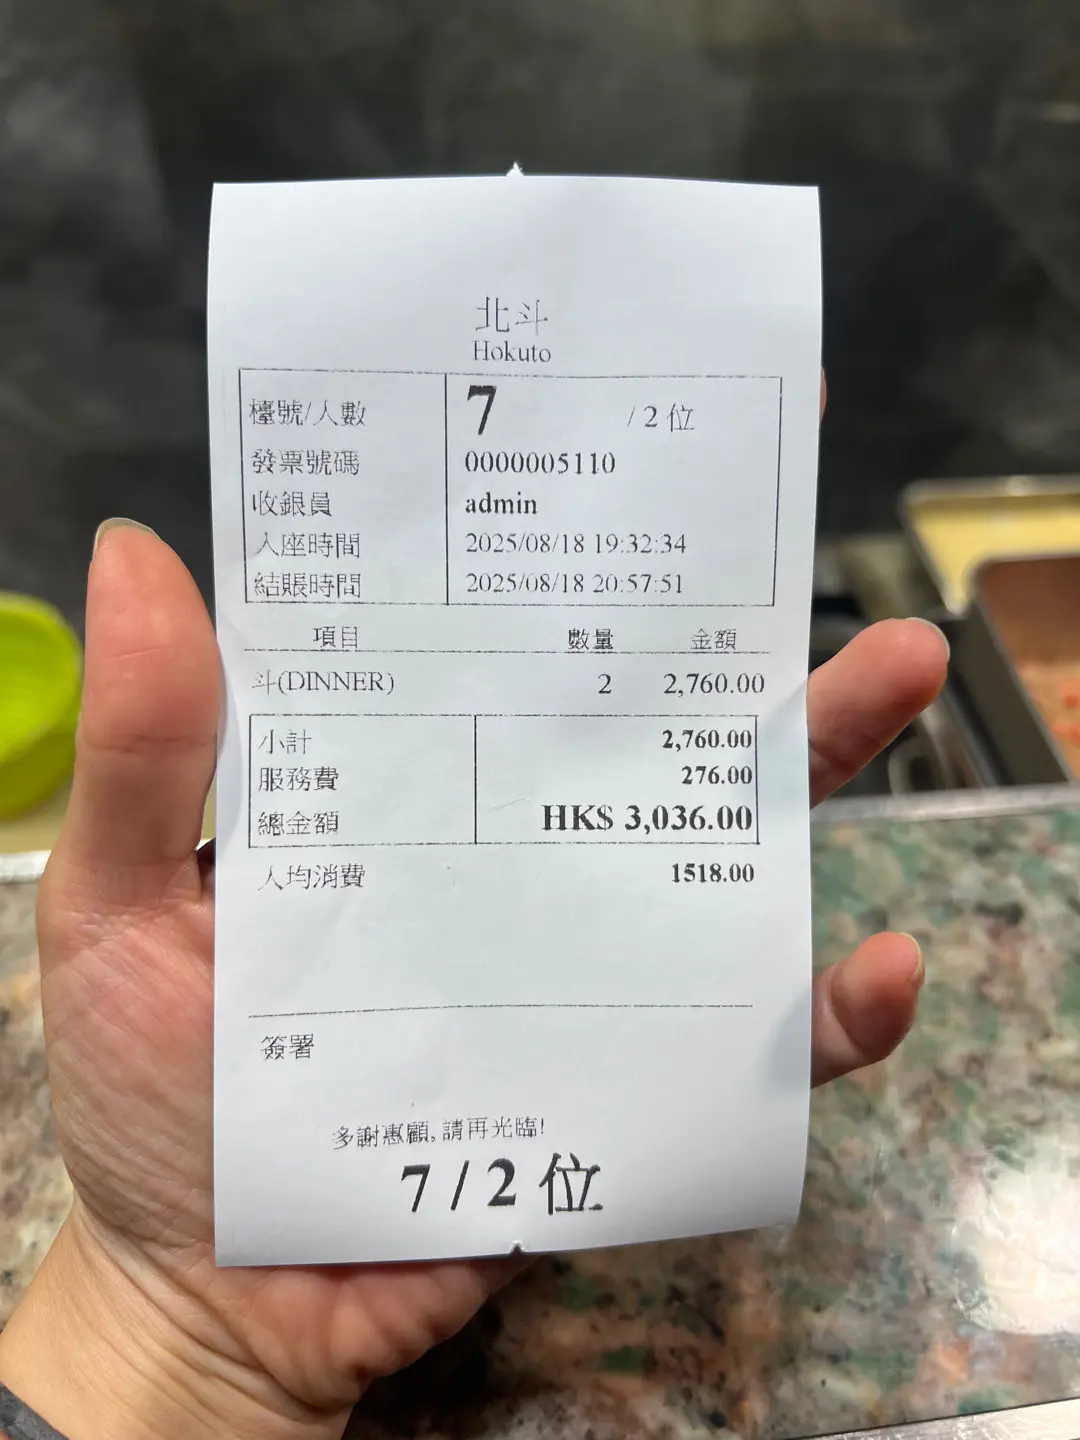 北斗
Hokuto
檯號/人數 7 / 2 位
發票號碼 0000005110
收銀員 admin
入座時間 2025/08/18 19:32:34
結賬時間 2025/08/18 20:57:51
項目 數量 金額
斗(DINNER) 2 2,760.00
小計 2,760.00
服務費 276.00
總金額 HK$ 3,036.00
人均消費 1518.00
簽署
多謝惠顧, 請再光臨!
7 / 2 位